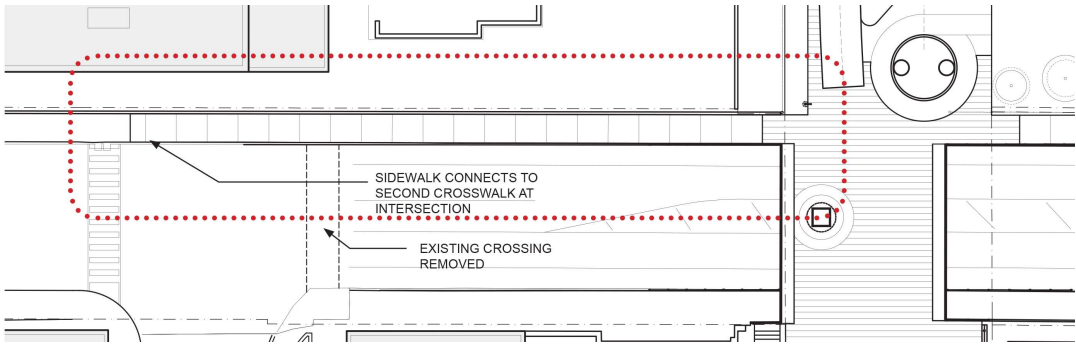 SIDEWALK CONNECTS TO
SECOND CROSSWALK AT
INTERSECTION
EXISTING CROSSING
REMOVED